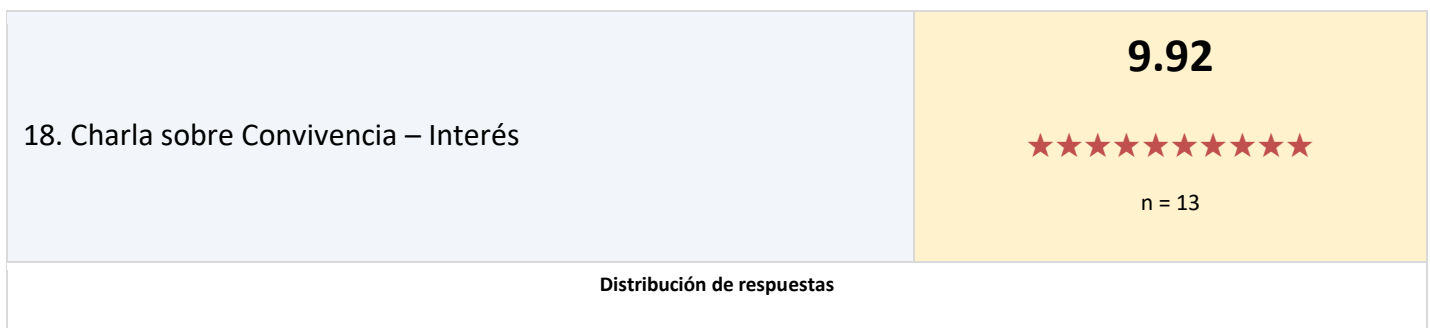 18. Charla sobre Convivencia – Interés
9.92
★★★★★★★★★★
n = 13
Distribución de respuestas